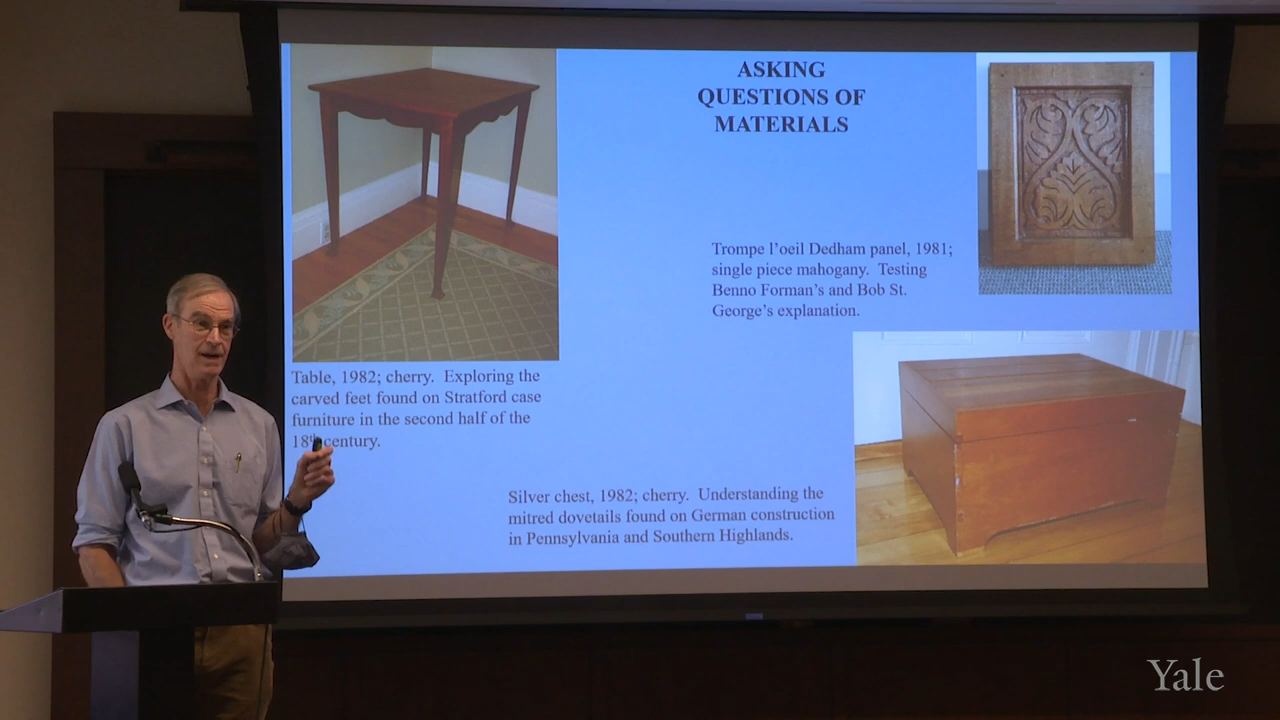 ASKING
QUESTIONS OF
MATERIALS
Trompe l’oeil Dedham panel, 1981;
single piece mahogany. Testing
Benno Forman’s and Bob St.
George’s explanation.
Table, 1982; cherry. Exploring the
carved feet found on Stratford case
furniture in the second half of the
18th century.
Silver chest, 1982; cherry. Understanding the
mitred dovetails found on German construction
in Pennsylvania and Southern Highlands.
Yale